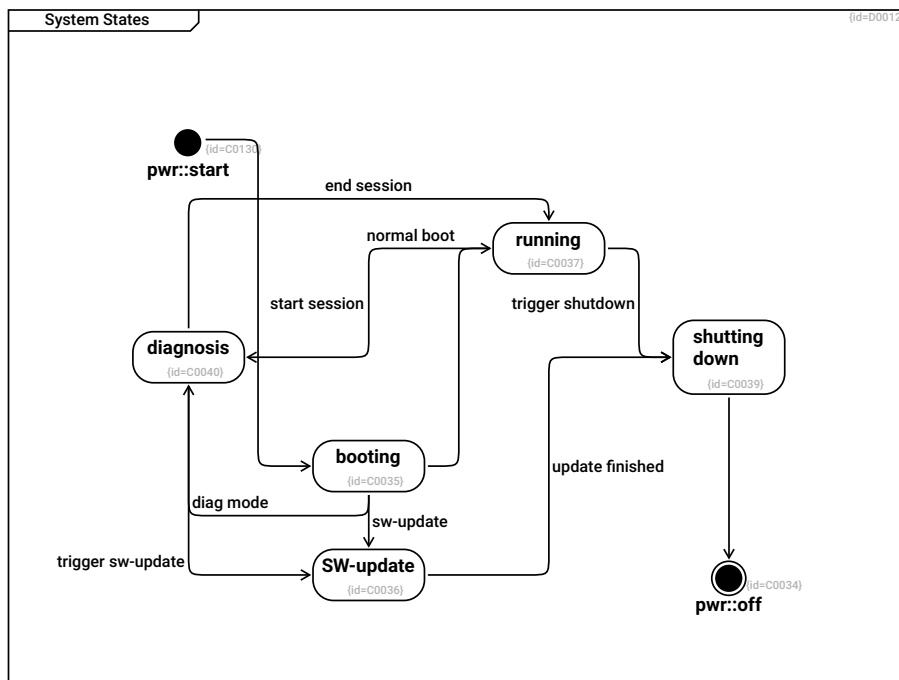 System States
{id=D0012
{id=C0130}
pwr::start
end session
normal boot
running
{id=C0037}
start session
trigger shutdown
diagnosis
{id=C0040}
shutting
down
{id=C0039}
booting
{id=C0035}
update finished
diag mode
sw-update
trigger sw-update
SW-update
{id=C0036}
{id=C0034}
pwr::off